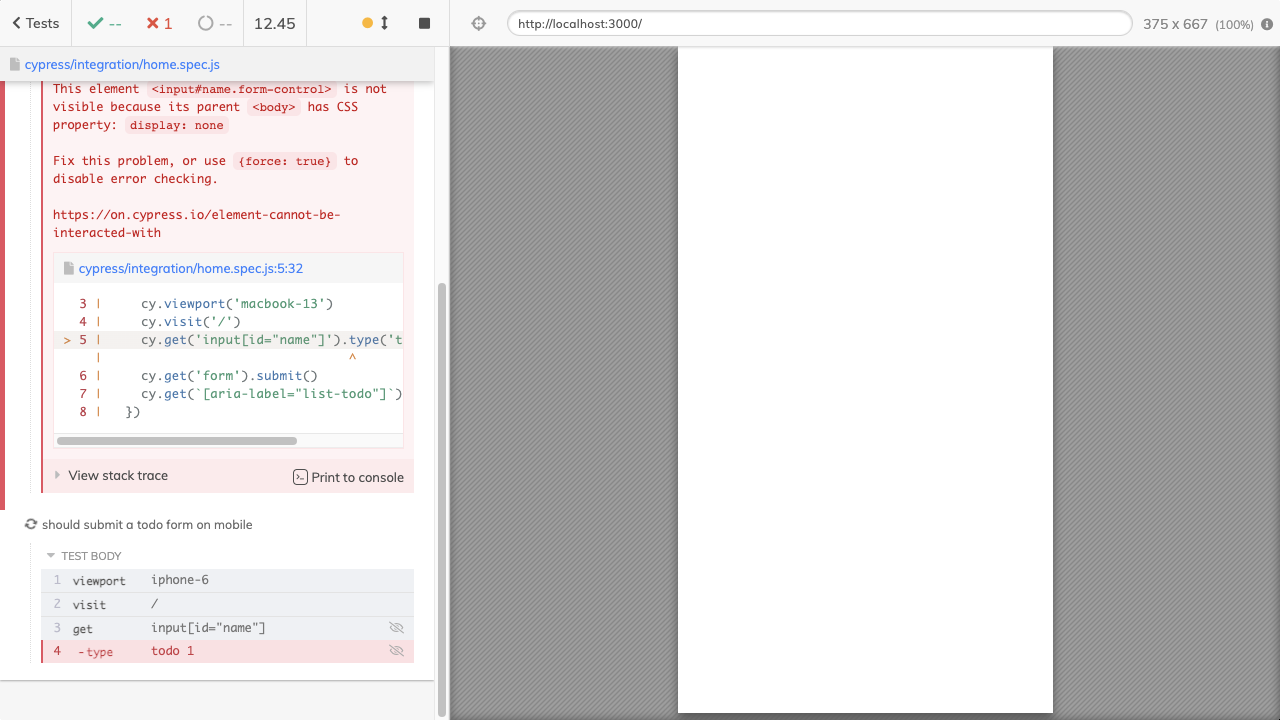 Tests
--
1
--
12.45
http://localhost:3000/
375 x 667 (100%)
cypress/integration/home.spec.js
This element <input#name.form-control> is not
visible because its parent <body> has CSS
property: display: none
Fix this problem, or use {force: true} to
disable error checking.
https://on.cypress.io/element-cannot-be-
interacted-with
cypress/integration/home.spec.js:5:32
3 | cy.viewport('macbook-13')
4 | cy.visit('/')
> 5 | cy.get('input[id="name"]').type('t
| ^
6 | cy.get('form').submit()
7 | cy.get(`[aria-label="list-todo"]`)
8 | })
View stack trace
Print to console
should submit a todo form on mobile
TEST BODY
1 viewport iphone-6
2 visit /
3 get input[id="name"]
4 -type todo 1